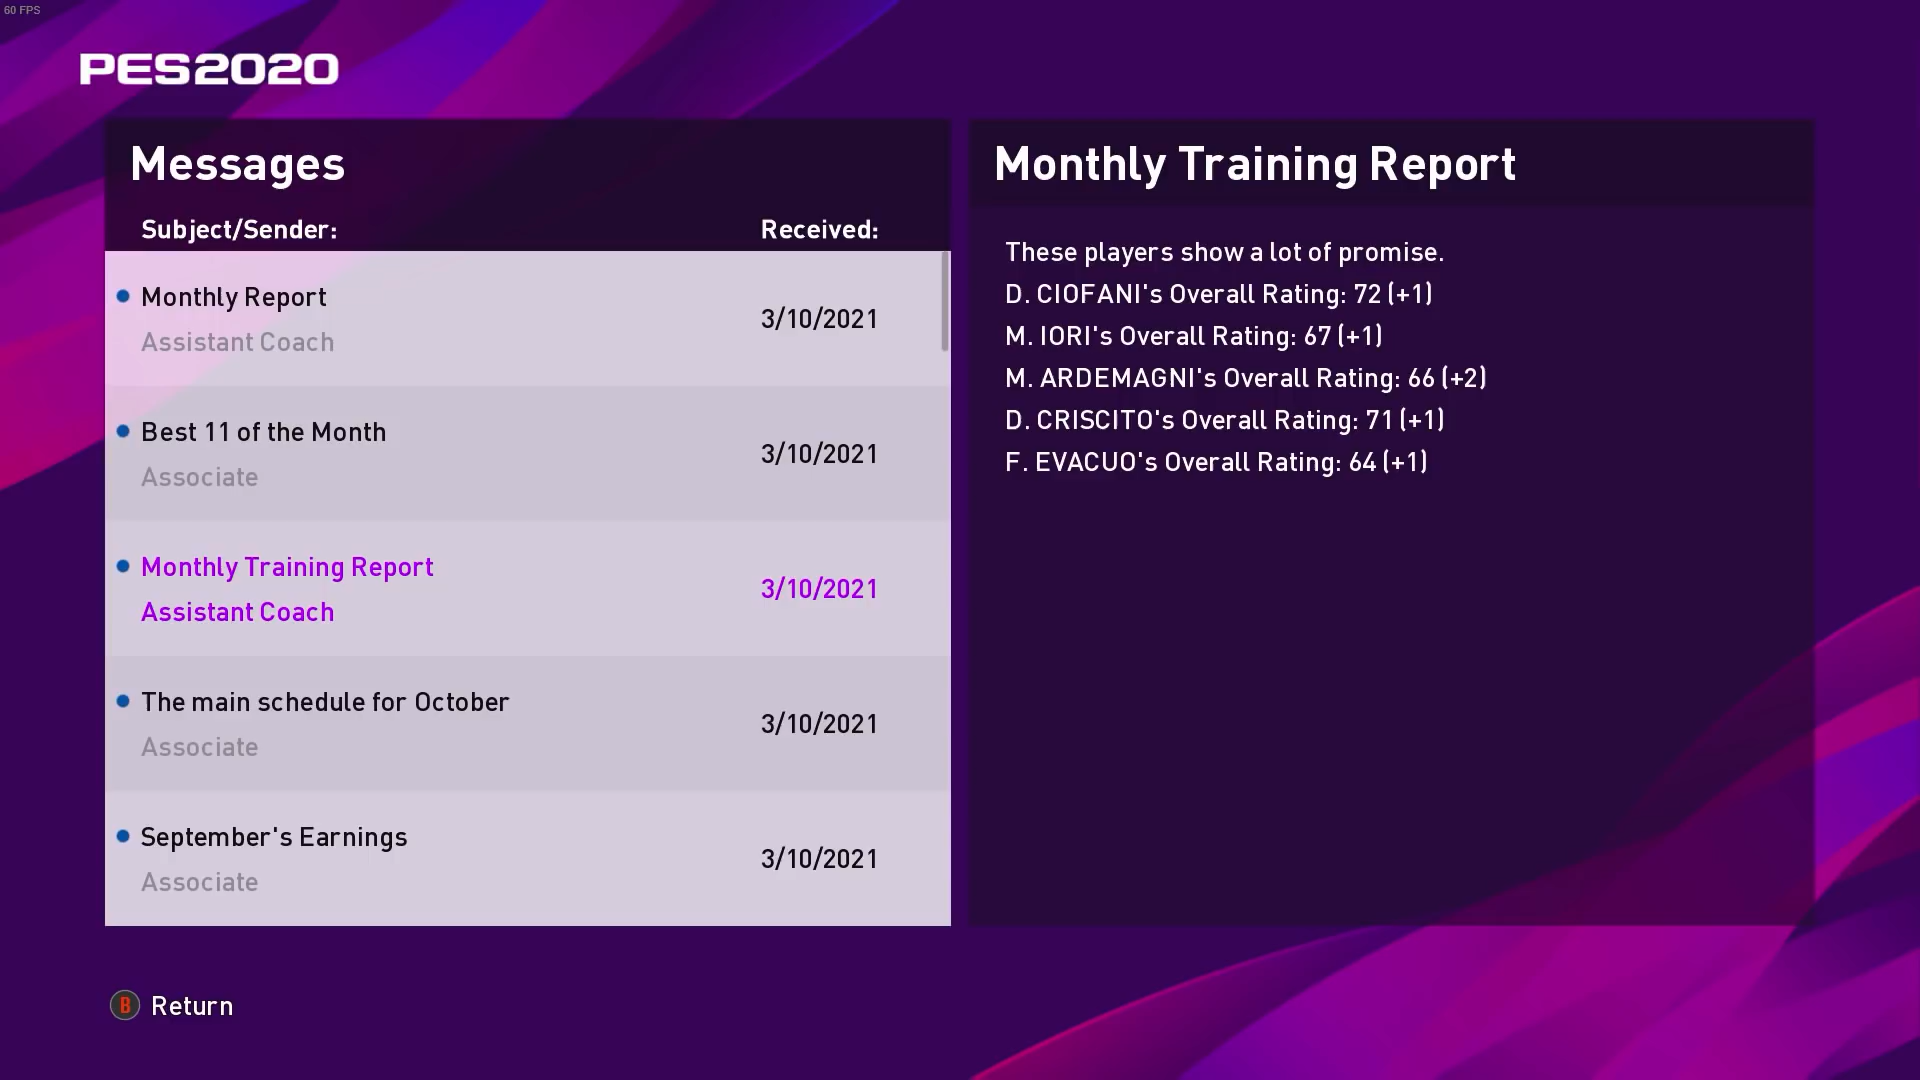 60 FPS
PES2020
Messages
Subject/Sender: Received:
Monthly Report
Assistant Coach
3/10/2021
Best 11 of the Month
Associate
3/10/2021
Monthly Training Report
Assistant Coach
3/10/2021
The main schedule for October
Associate
3/10/2021
September's Earnings
Associate
3/10/2021
Monthly Training Report
These players show a lot of promise.
D. CIOFANI's Overall Rating: 72 (+1)
M. IORI's Overall Rating: 67 (+1)
M. ARDEMAGNI's Overall Rating: 66 (+2)
D. CRISCITO's Overall Rating: 71 (+1)
F. EVACUO's Overall Rating: 64 (+1)
B Return